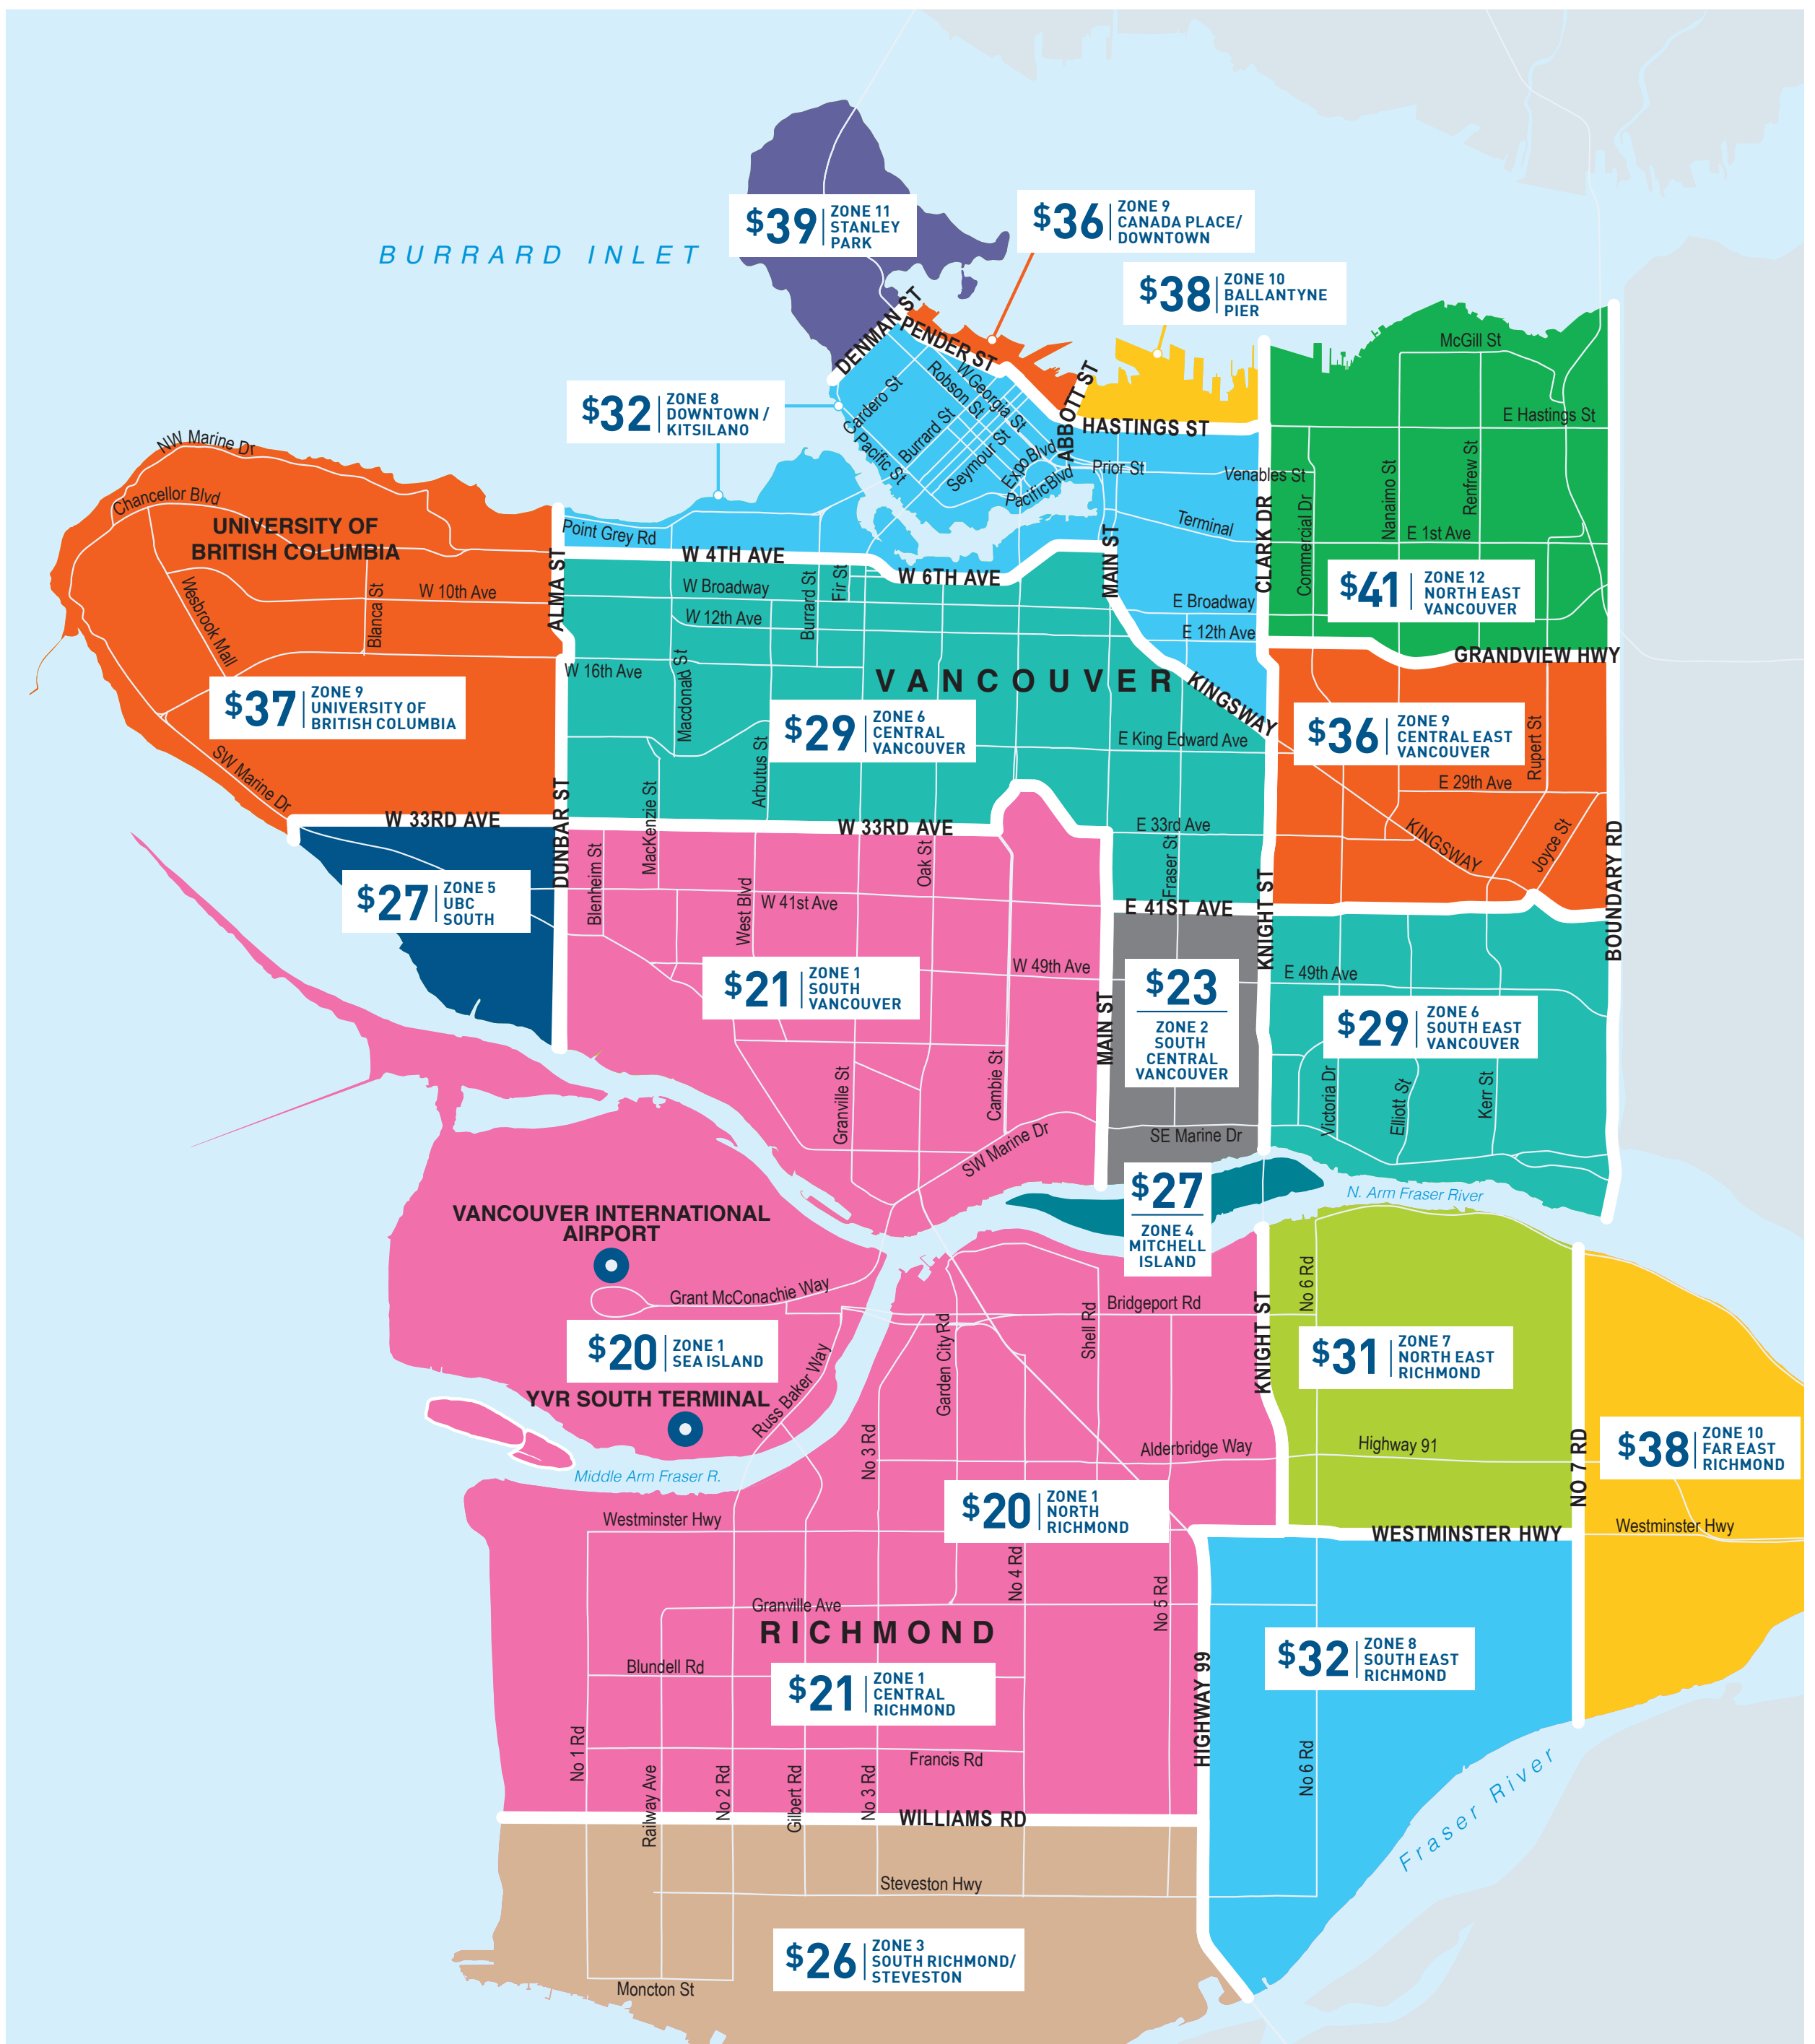 BURRARD INLET
$39
ZONE 11
STANLEY
PARK
$36
ZONE 9
CANADA PLACE/
DOWNTOWN
$38
ZONE 10
BALLANTYNE
PIER
DENMAN ST
PENDER ST
McGill St
$32
ZONE 8
DOWNTOWN /
KITSILANO
Cardero St
Robson St
W Georgia St
ABBOTT ST
HASTINGS ST
E Hastings St
NW Marine Dr
Pacific St
Burrard St
Seymour St
Expo Blvd
Pacific Blvd
Prior St
Venables St
Nanaimo St
Renfrew St
Chancellor Blvd
UNIVERSITY OF
BRITISH COLUMBIA
Point Grey Rd
Terminal
CLARK DR
Commercial Dr
E 1st Ave
W 4TH AVE
W 6TH AVE
MAIN ST
ALMA ST
Wesbrook Mall
Blanca St
W 10th Ave
W Broadway
Burrard St
Fir St
W 12th Ave
E Broadway
E 12th Ave
$41
ZONE 12
NORTH EAST
VANCOUVER
GRANDVIEW HWY
W 16th Ave
Macdonald St
VANCOUVER
KINGSWAY
$37
ZONE 9
UNIVERSITY OF
BRITISH COLUMBIA
$29
ZONE 6
CENTRAL
VANCOUVER
$36
ZONE 9
CENTRAL EAST
VANCOUVER
Rupert St
E King Edward Ave
SW Marine Dr
Arbutus St
E 29th Ave
DUNBAR ST
MacKenzie St
W 33RD AVE
W 33RD AVE
E 33rd Ave
KINGSWAY
Joyce St
BOUNDARY RD
Blenheim St
Oak St
Fraser St
$27
ZONE 5
UBC
SOUTH
West Blvd
W 41st Ave
E 41ST AVE
KNIGHT ST
W 49th Ave
E 49th Ave
$21
ZONE 1
SOUTH
VANCOUVER
$23
ZONE 2
SOUTH
CENTRAL
VANCOUVER
MAIN ST
$29
ZONE 6
SOUTH EAST
VANCOUVER
Granville St
Cambie St
Victoria Dr
Elliott St
Kerr St
SW Marine Dr
SE Marine Dr
$27
ZONE 4
MITCHELL
ISLAND
N. Arm Fraser River
VANCOUVER INTERNATIONAL
AIRPORT
Grant McConachie Way
Bridgeport Rd
No 6 Rd
Shell Rd
Garden City Rd
KNIGHT ST
$20
ZONE 1
SEA ISLAND
$31
ZONE 7
NORTH EAST
RICHMOND
YVR SOUTH TERMINAL
Russ Baker Way
No 3 Rd
Alderbridge Way
Highway 91
NO 7 RD
$38
ZONE 10
FAR EAST
RICHMOND
Middle Arm Fraser R.
$20
ZONE 1
NORTH
RICHMOND
Westminster Hwy
WESTMINSTER HWY
Westminster Hwy
No 4 Rd
No 5 Rd
Granville Ave
RICHMOND
$32
ZONE 8
SOUTH EAST
RICHMOND
Blundell Rd
$21
ZONE 1
CENTRAL
RICHMOND
HIGHWAY 99
No 1 Rd
Francis Rd
No 6 Rd
Railway Ave
No 2 Rd
Gilbert Rd
No 3 Rd
WILLIAMS RD
Fraser River
Steveston Hwy
$26
ZONE 3
SOUTH RICHMOND/
STEVESTON
Moncton St